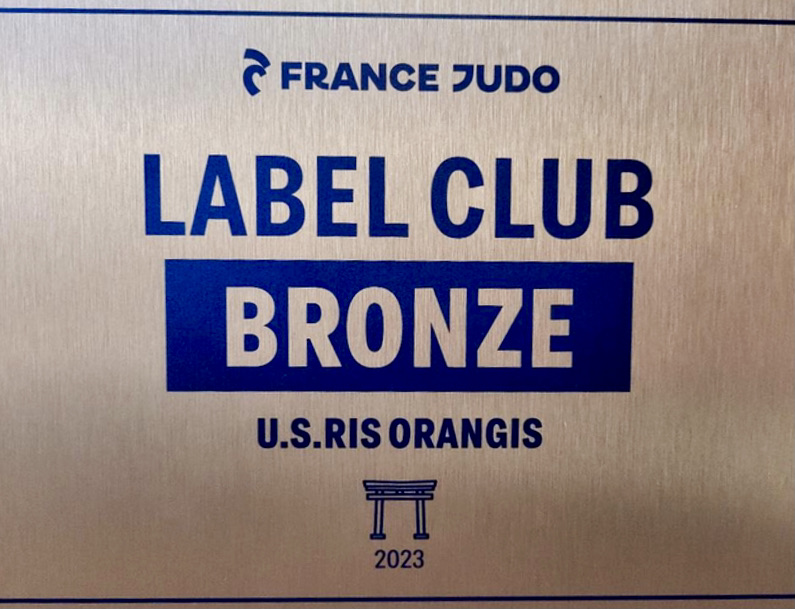 FRANCE JUDO
LABEL CLUB
BRONZE
U.S.RIS ORANGIS
2023